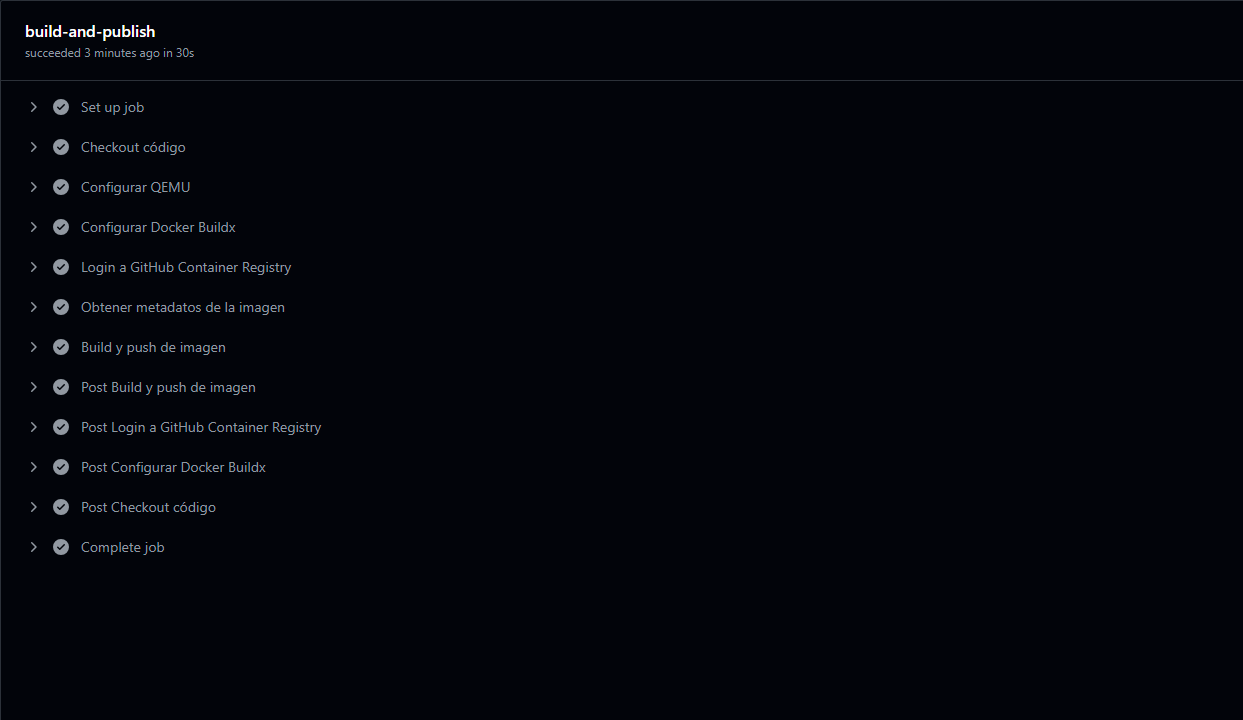 build-and-publish
succeeded 3 minutes ago in 30s
Set up job
Checkout código
Configurar QEMU
Configurar Docker Buildx
Login a GitHub Container Registry
Obtener metadatos de la imagen
Build y push de imagen
Post Build y push de imagen
Post Login a GitHub Container Registry
Post Configurar Docker Buildx
Post Checkout código
Complete job